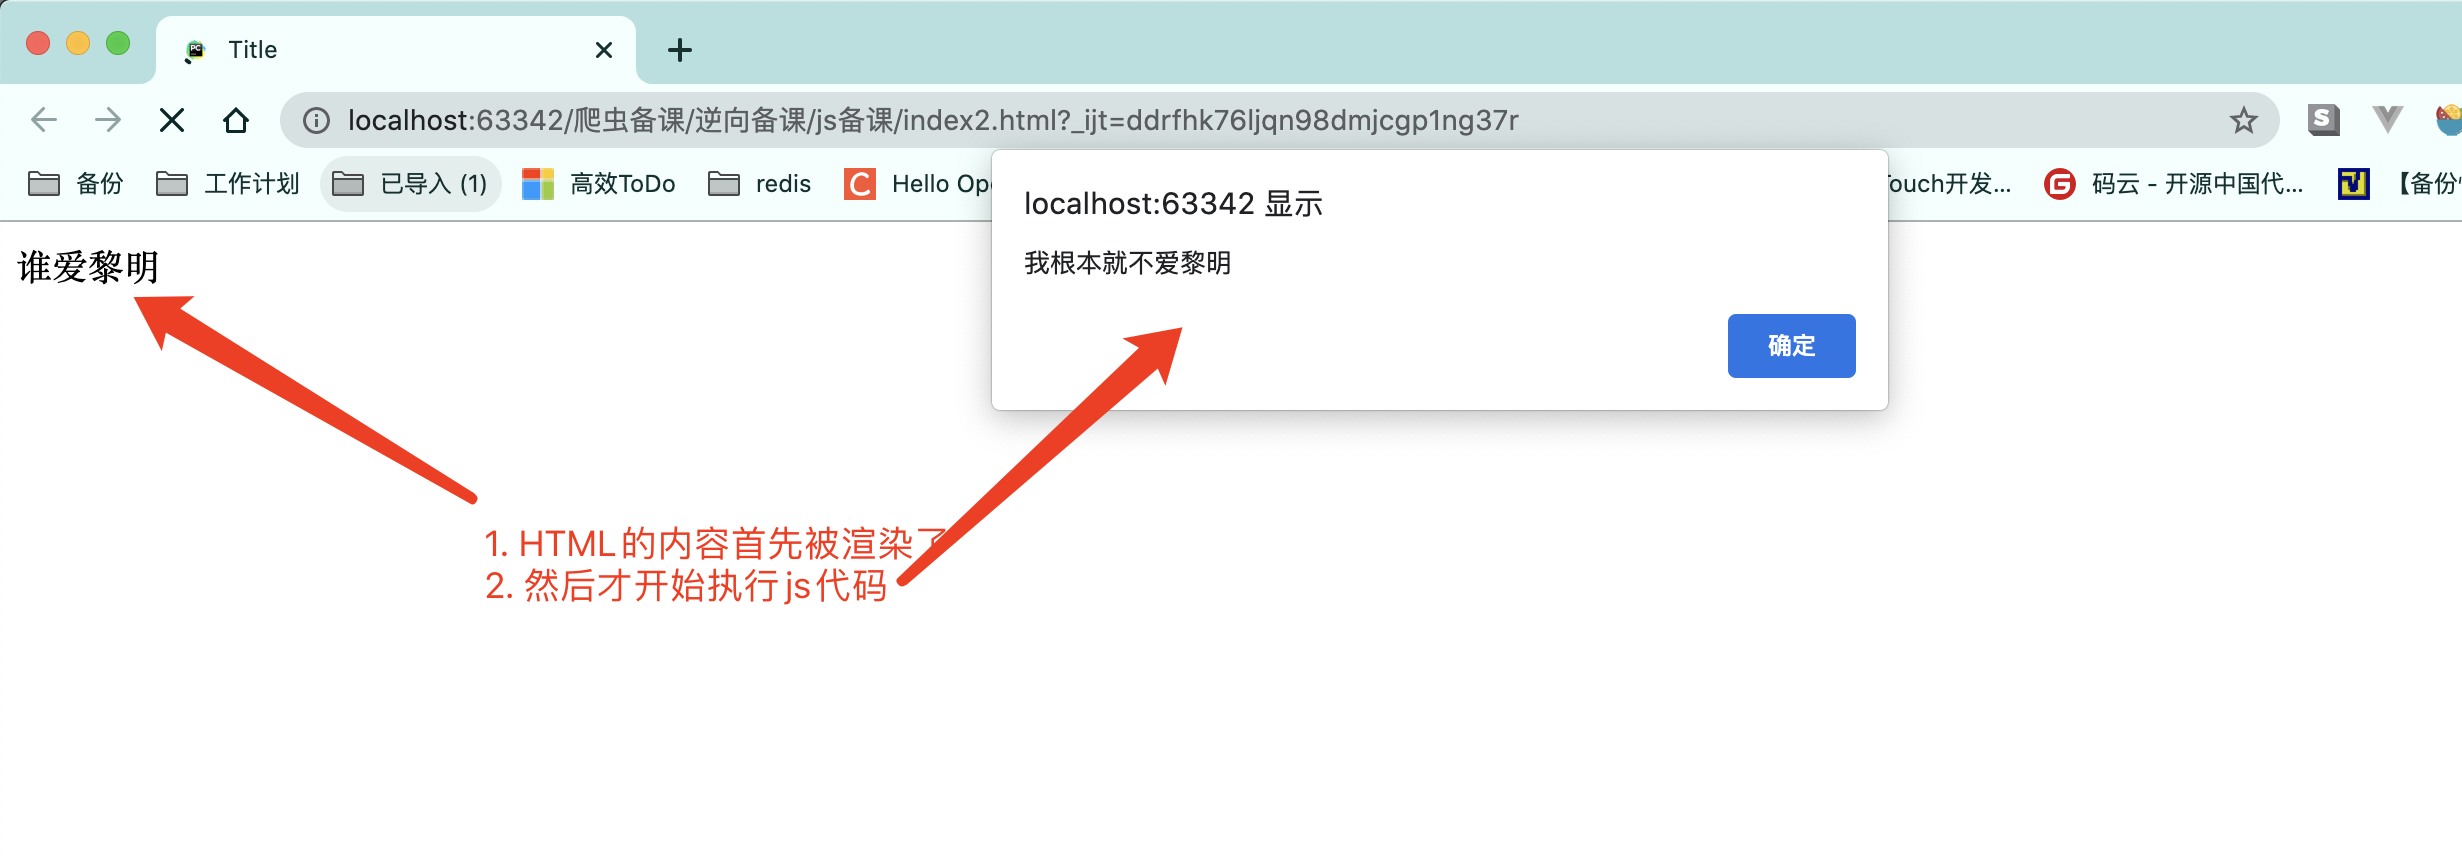 Title
localhost:63342/爬虫备课/逆向备课/js备课/index2.html?_ijt=ddrfhk76ljqn98dmjcgp1ng37r
备份 工作计划 已导入 (1) 高效ToDo redis Hello Op Touch开发... 码云 - 开源中国代... 【备份
localhost:63342 显示
我根本就不爱黎明
确定
谁爱黎明
1. HTML的内容首先被渲染了
2. 然后才开始执行js代码